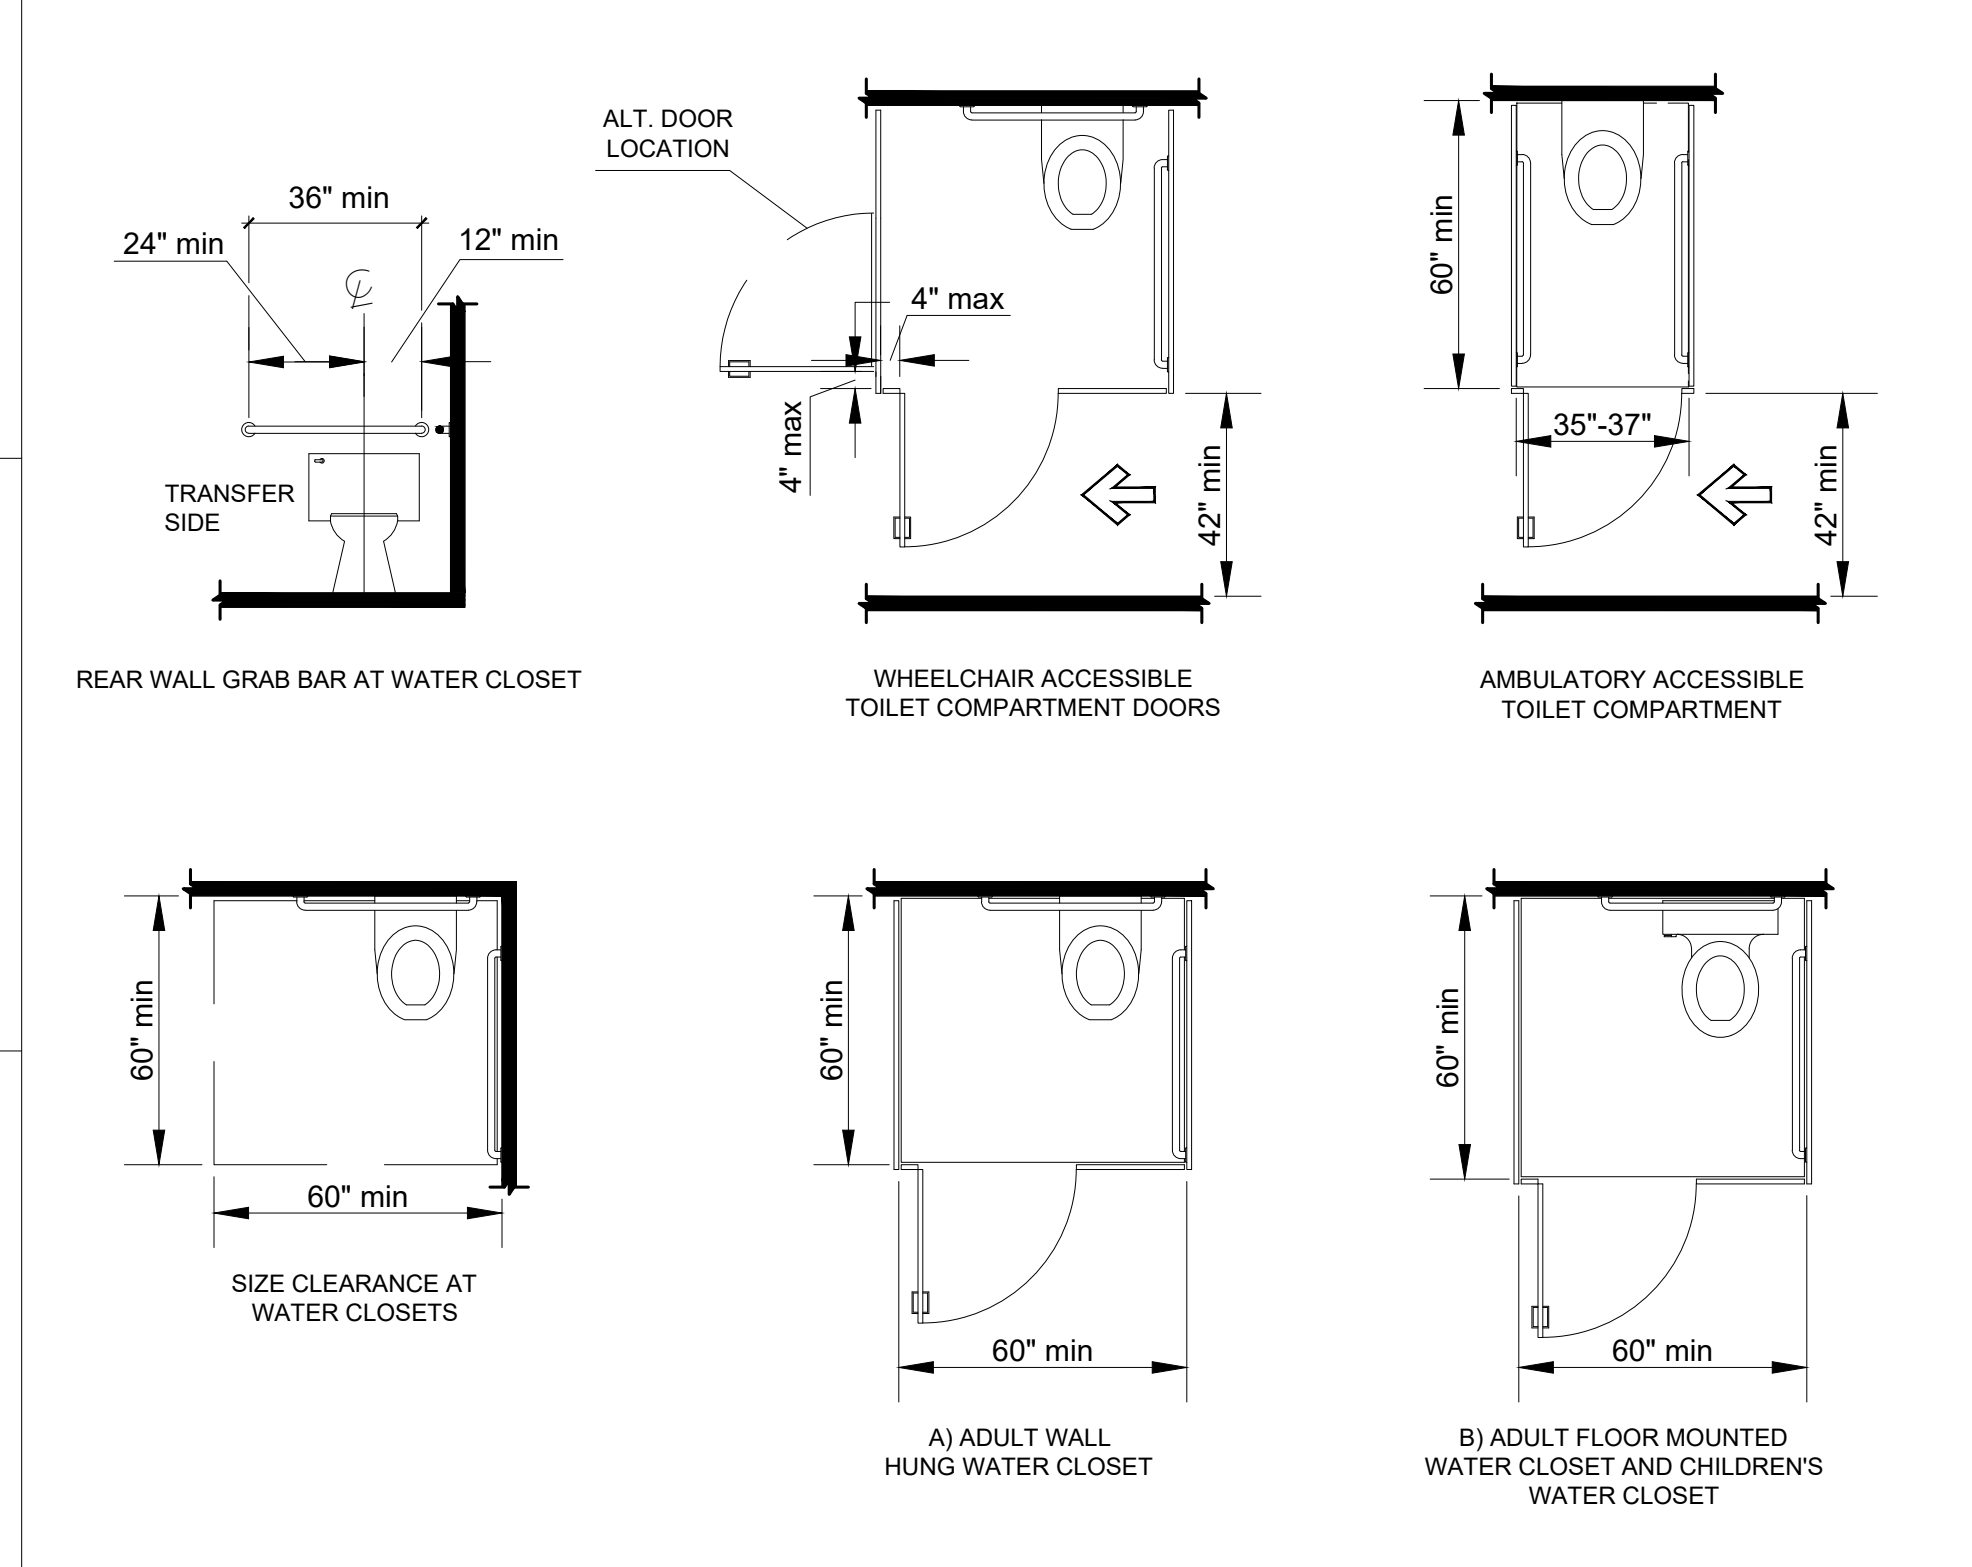 36" min
24" min
12" min
℄
TRANSFER
SIDE
REAR WALL GRAB BAR AT WATER CLOSET
ALT. DOOR
LOCATION
4" max
4" max
42" min
WHEELCHAIR ACCESSIBLE
TOILET COMPARTMENT DOORS
60" min
35"-37"
42" min
AMBULATORY ACCESSIBLE
TOILET COMPARTMENT
60" min
60" min
SIZE CLEARANCE AT
WATER CLOSETS
60" min
60" min
A) ADULT WALL
HUNG WATER CLOSET
60" min
60" min
B) ADULT FLOOR MOUNTED
WATER CLOSET AND CHILDREN'S
WATER CLOSET